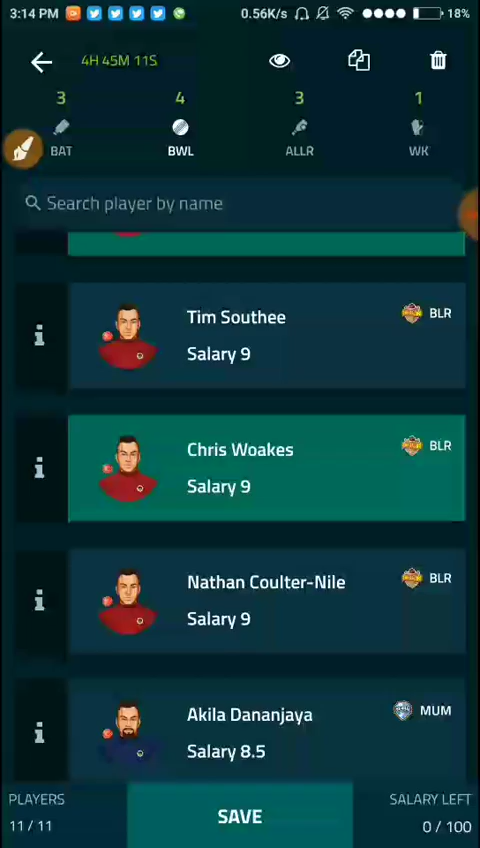 3:14 PM 0.56K/s 18%
4H 45M 11S
3 4 3 1
BAT BWL ALLR WK
Search player by name
Tim Southee BLR
Salary 9
Chris Woakes BLR
Salary 9
Nathan Coulter-Nile BLR
Salary 9
Akila Dananjaya MUM
Salary 8.5
PLAYERS SALARY LEFT
SAVE
11 / 11 0 / 100